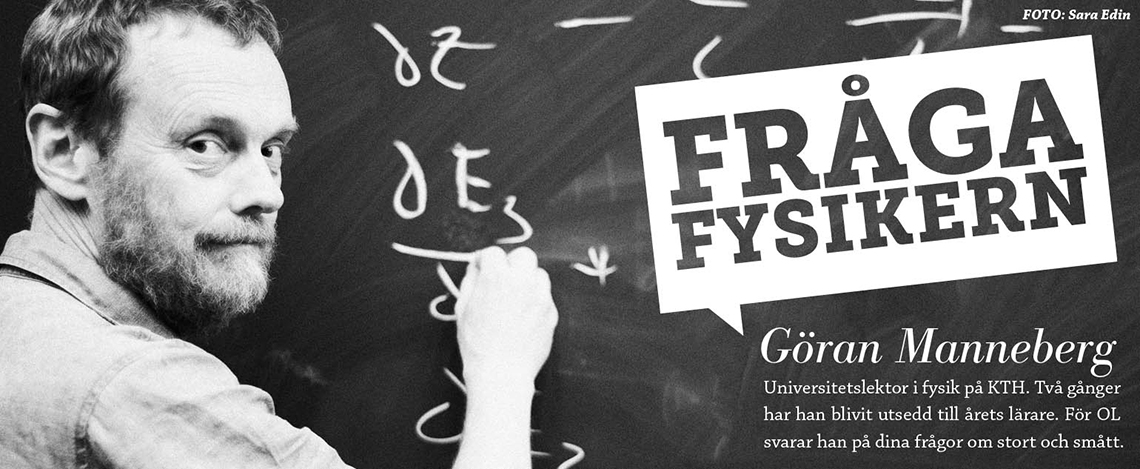 FOTO: Sara Edin
∂z
∂E₃
FRÅGA
FYSIKERN
Göran Manneberg
Universitetslektor i fysik på KTH. Två gånger
har han blivit utsedd till årets lärare. För OL
svarar han på dina frågor om stort och smått.